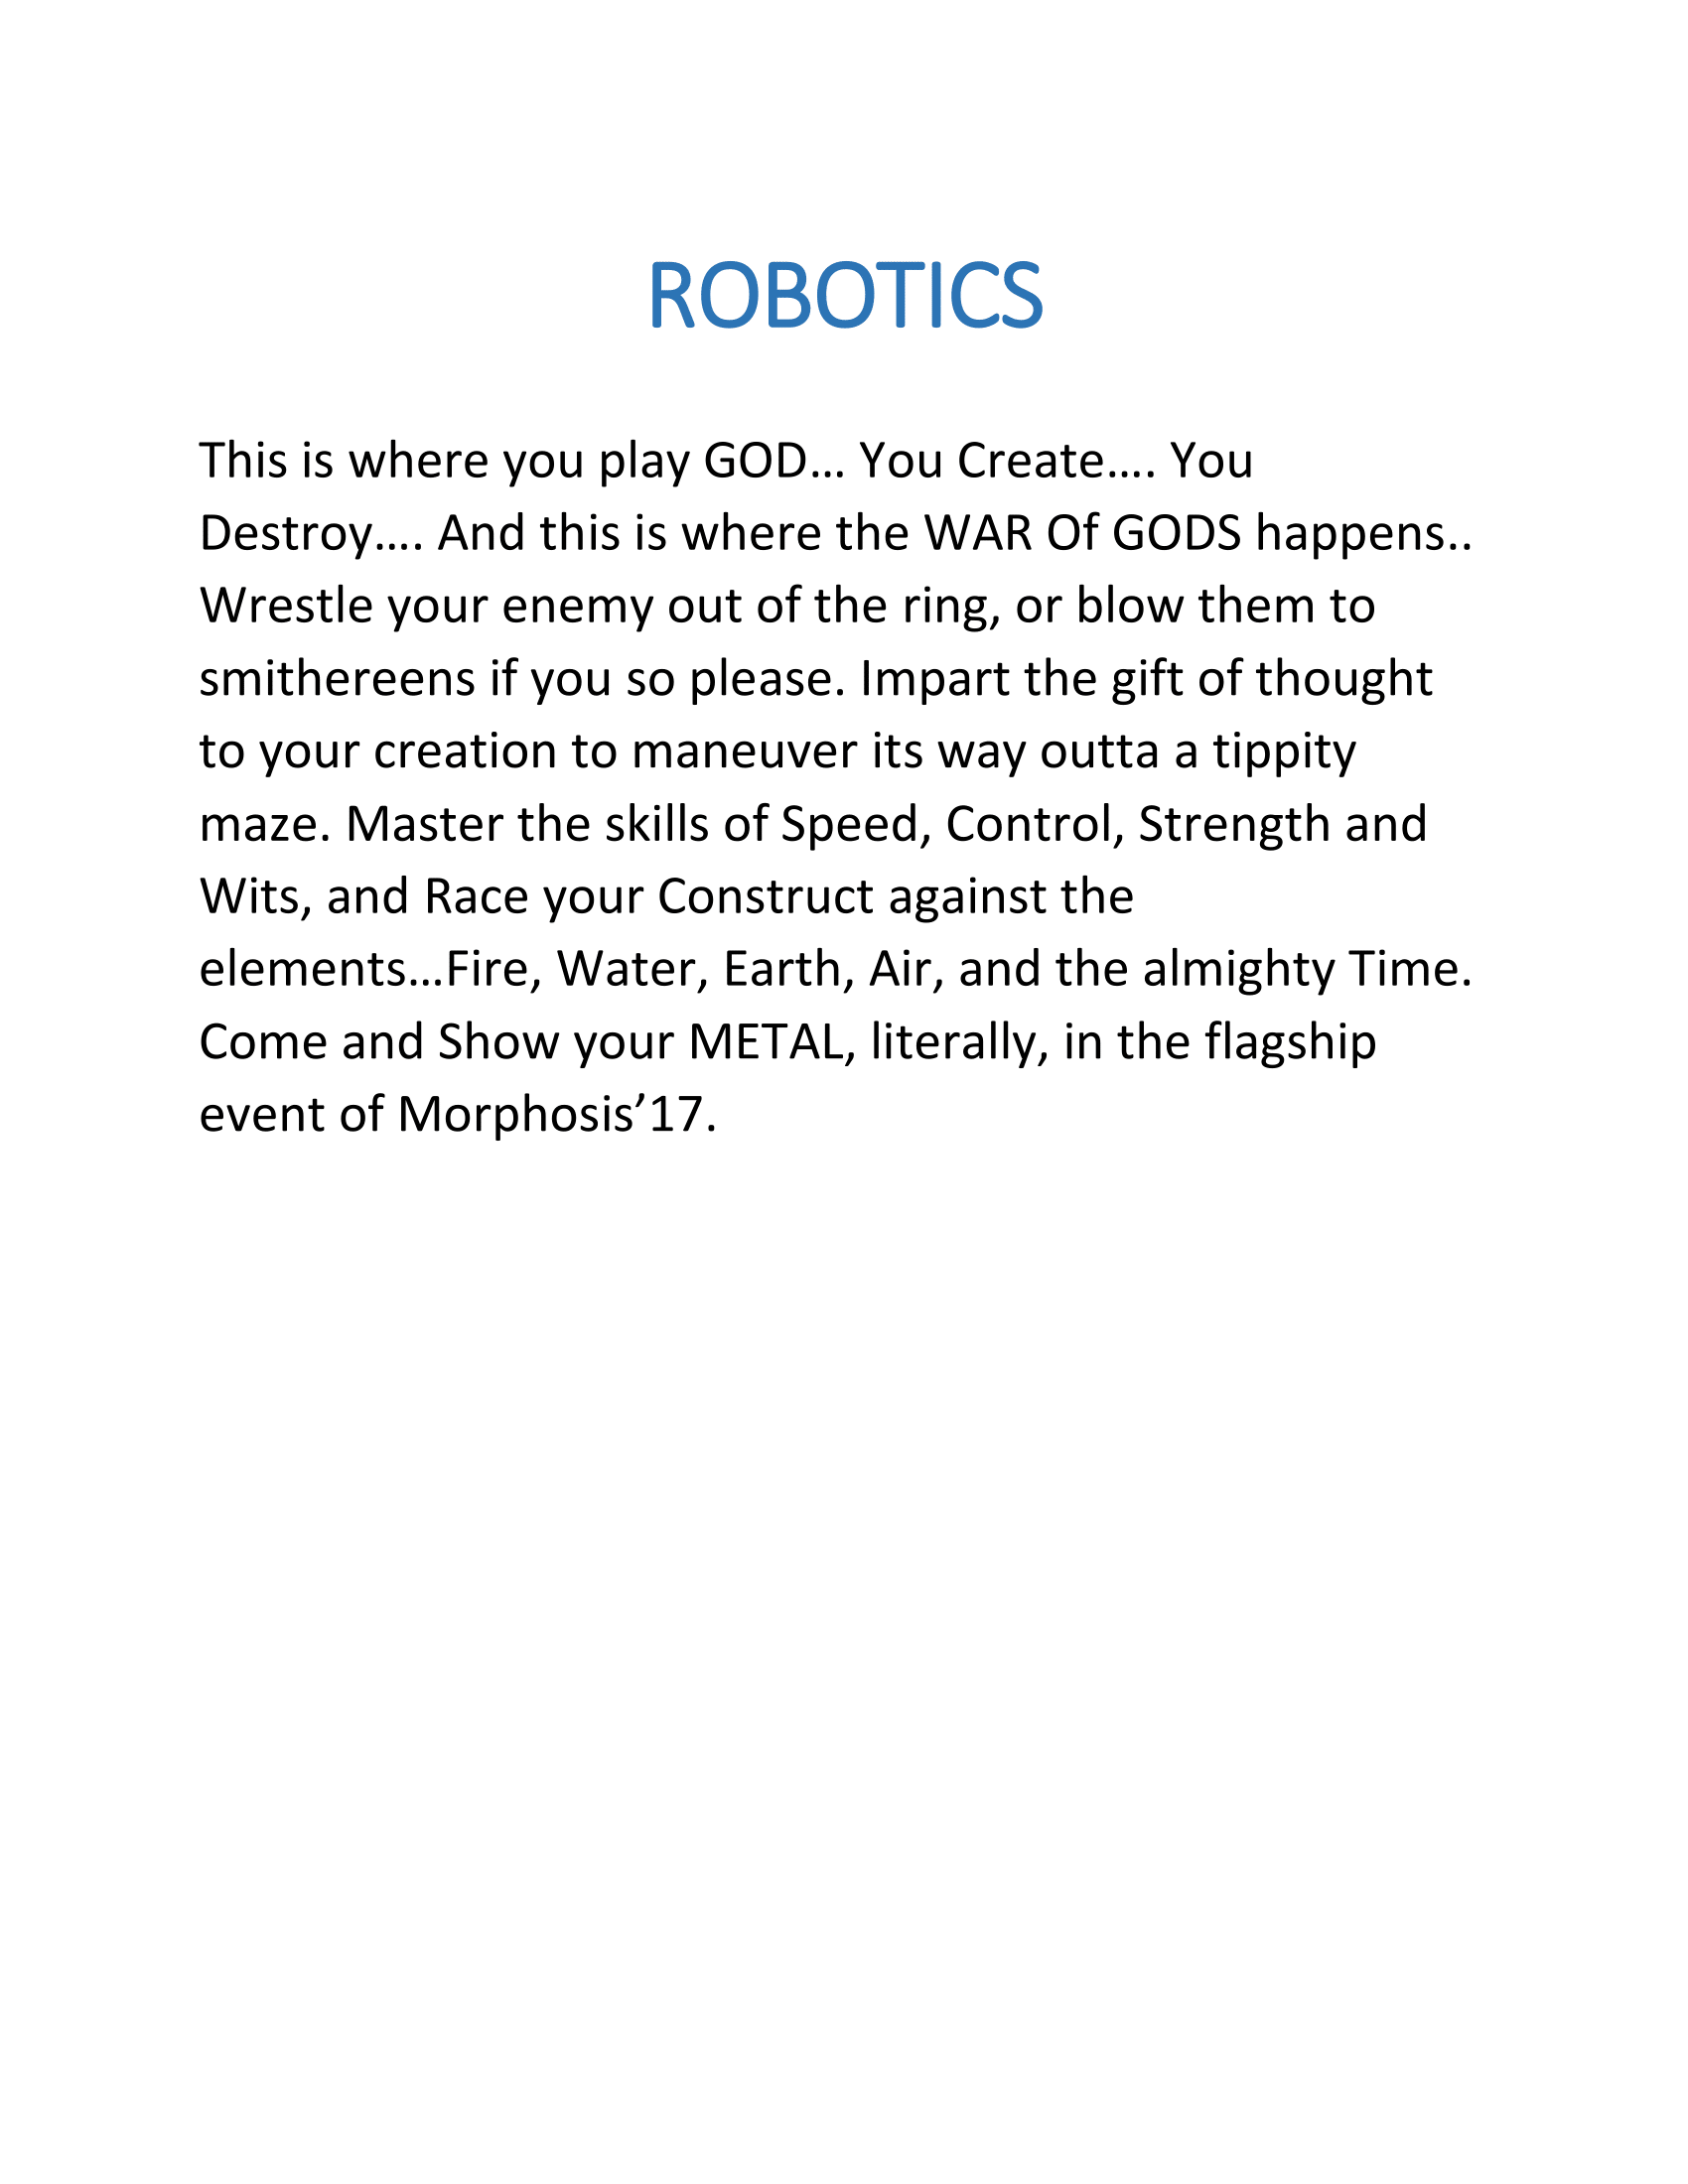 ROBOTICS
This is where you play GOD... You Create.... You
Destroy.... And this is where the WAR Of GODS happens..
Wrestle your enemy out of the ring, or blow them to
smithereens if you so please. Impart the gift of thought
to your creation to maneuver its way outta a tippity
maze. Master the skills of Speed, Control, Strength and
Wits, and Race your Construct against the
elements...Fire, Water, Earth, Air, and the almighty Time.
Come and Show your METAL, literally, in the flagship
event of Morphosis’17.